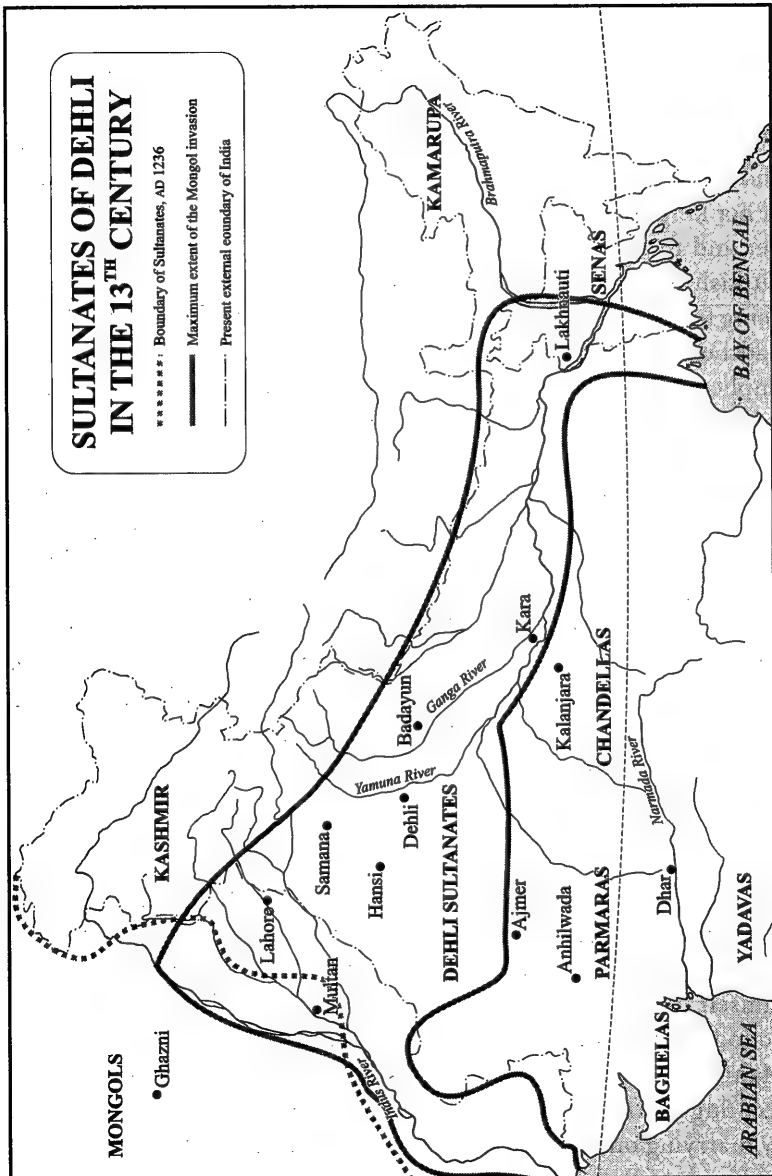 SULTANATES OF DEHLI
IN THE 13TH CENTURY
Boundary of Sultanates, AD 1236
Maximum extent of the Mongol invasion
Present external eoundary of India
MONGOLS
Ghazni
KASHMIR
Lahore
Multan
Indus River
Samana
Hansi
Dehli
Yamuna River
Badayun
Ganga River
Kara
KAMARUPA
Brahmapura River
DEHLI SULTANATES
Ajmer
Anhilwada
PARMARAS
Kalanjara
CHANDELLAS
Lakhnauti
SENAS
Narmada River
Dhar
BAGHELAS
YADAVAS
ARABIAN SEA
BAY OF BENGAL